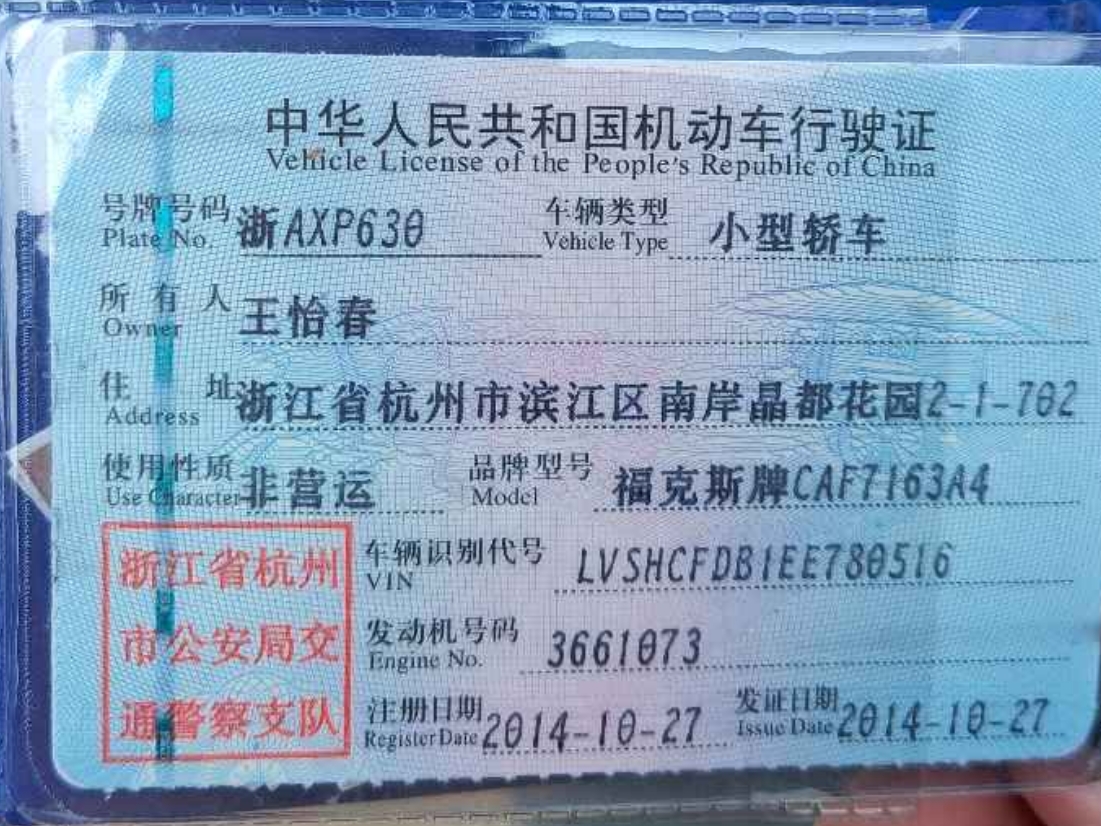 中华人民共和国机动车行驶证
Vehicle License of the People's Republic of China
号牌号码 浙AXP630 车辆类型 小型轿车
Plate No. Vehicle Type
所有人 王怡春
Owner
住址 浙江省杭州市滨江区南岸晶都花园2-1-702
Address
使用性质 非营运 品牌型号 福克斯牌CAF7163A4
Use Character Model
车辆识别代号 LVSHCFDB1EE780516
VIN
发动机号码 3661073
Engine No.
注册日期 2014-10-27 发证日期 2014-10-27
Register Date Issue Date
浙江省杭州
市公安局交
通警察支队